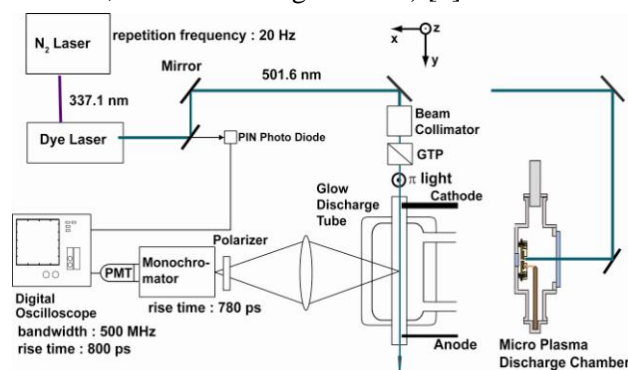 N₂ Laser
repetition frequency : 20 Hz
Mirror
501.6 nm
x
z
y
337.1 nm
Dye Laser
PIN Photo Diode
Beam
Collimator
GTP
π light
Glow
Discharge
Tube
Cathode
Polarizer
PMT
Monochro-
mator
rise time : 780 ps
Digital
Oscilloscope
bandwidth : 500 MHz
rise time : 800 ps
Anode
Micro Plasma
Discharge Chamber